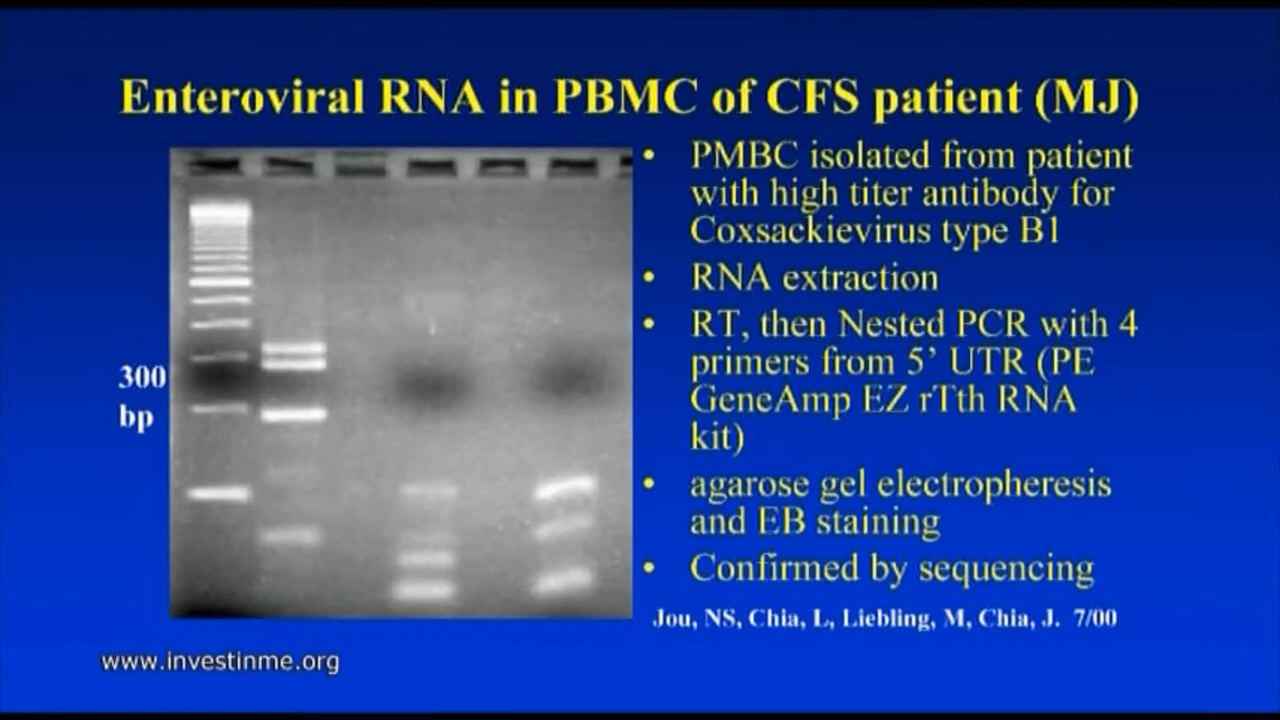 Enteroviral RNA in PBMC of CFS patient (MJ)
300
bp
• PMBC isolated from patient
with high titer antibody for
Coxsackievirus type B1
• RNA extraction
• RT, then Nested PCR with 4
primers from 5’ UTR (PE
GeneAmp EZ rTth RNA
kit)
• agarose gel electropheresis
and EB staining
• Confirmed by sequencing
Jou, NS, Chia, L, Liebling, M, Chia, J. 7/00
www.investinme.org